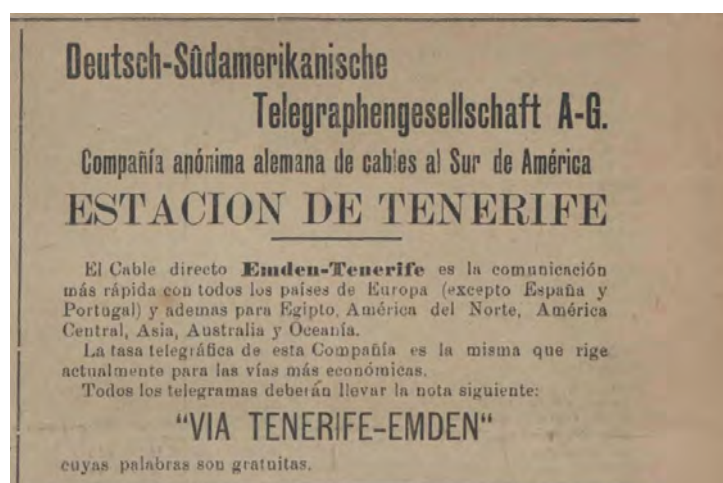 Deutsch-Südamerikanische
Telegraphengesellschaft A-G.
Compañía anónima alemana de cables al Sur de América
ESTACION DE TENERIFE
El Cable directo Emden-Tenerife es la comunicación
más rápida con todos los países de Europa (excepto España y
Portugal) y ademas para Egipto, América del Norte, América
Central, Asia, Australia y Oceanía.
La tasa telegráfica de esta Compañía es la misma que rige
actualmente para las vías más económicas.
Todos los telegramas deberán llevar la nota siguiente:
“VIA TENERIFE-EMDEN“
cuyas palabras son gratuitas.